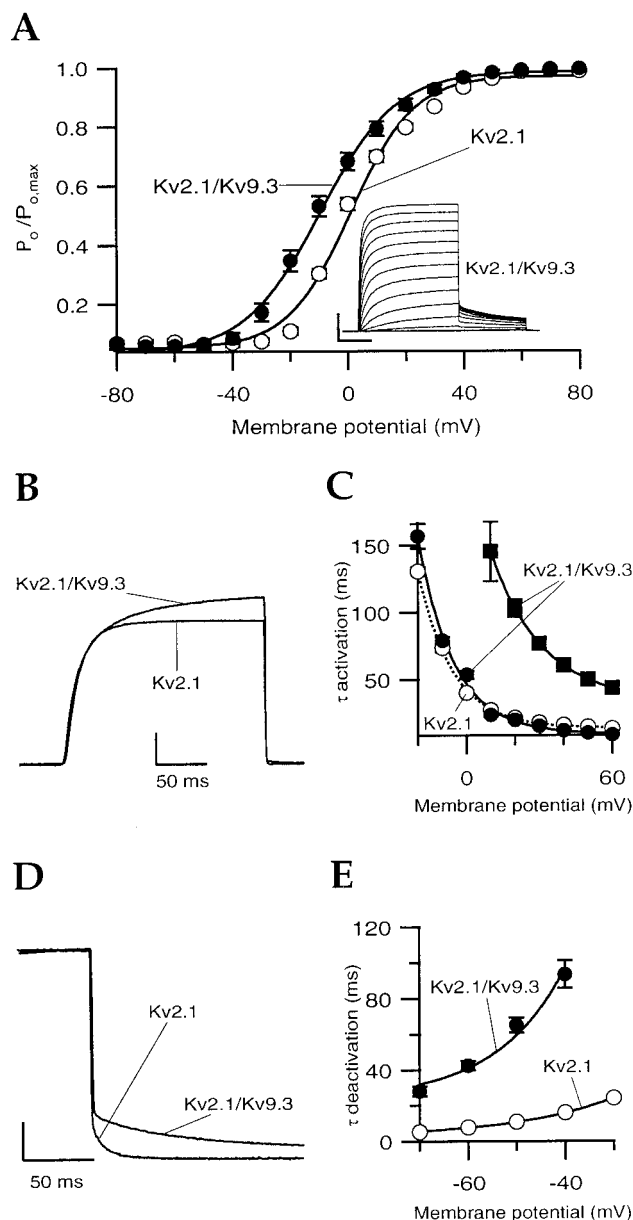 A
1.0
0.8
0.6
0.4
0.2
Po/Po,max
Kv2.1/Kv9.3
Kv2.1
Kv2.1/Kv9.3
-80
-40
0
40
80
Membrane potential (mV)
B
Kv2.1/Kv9.3
Kv2.1
50 ms
C
150
100
50
τ activation (ms)
Kv2.1/Kv9.3
Kv2.1
0
60
Membrane potential (mV)
D
Kv2.1
Kv2.1/Kv9.3
50 ms
E
120
80
40
0
τ deactivation (ms)
Kv2.1/Kv9.3
Kv2.1
-60
-40
Membrane potential (mV)